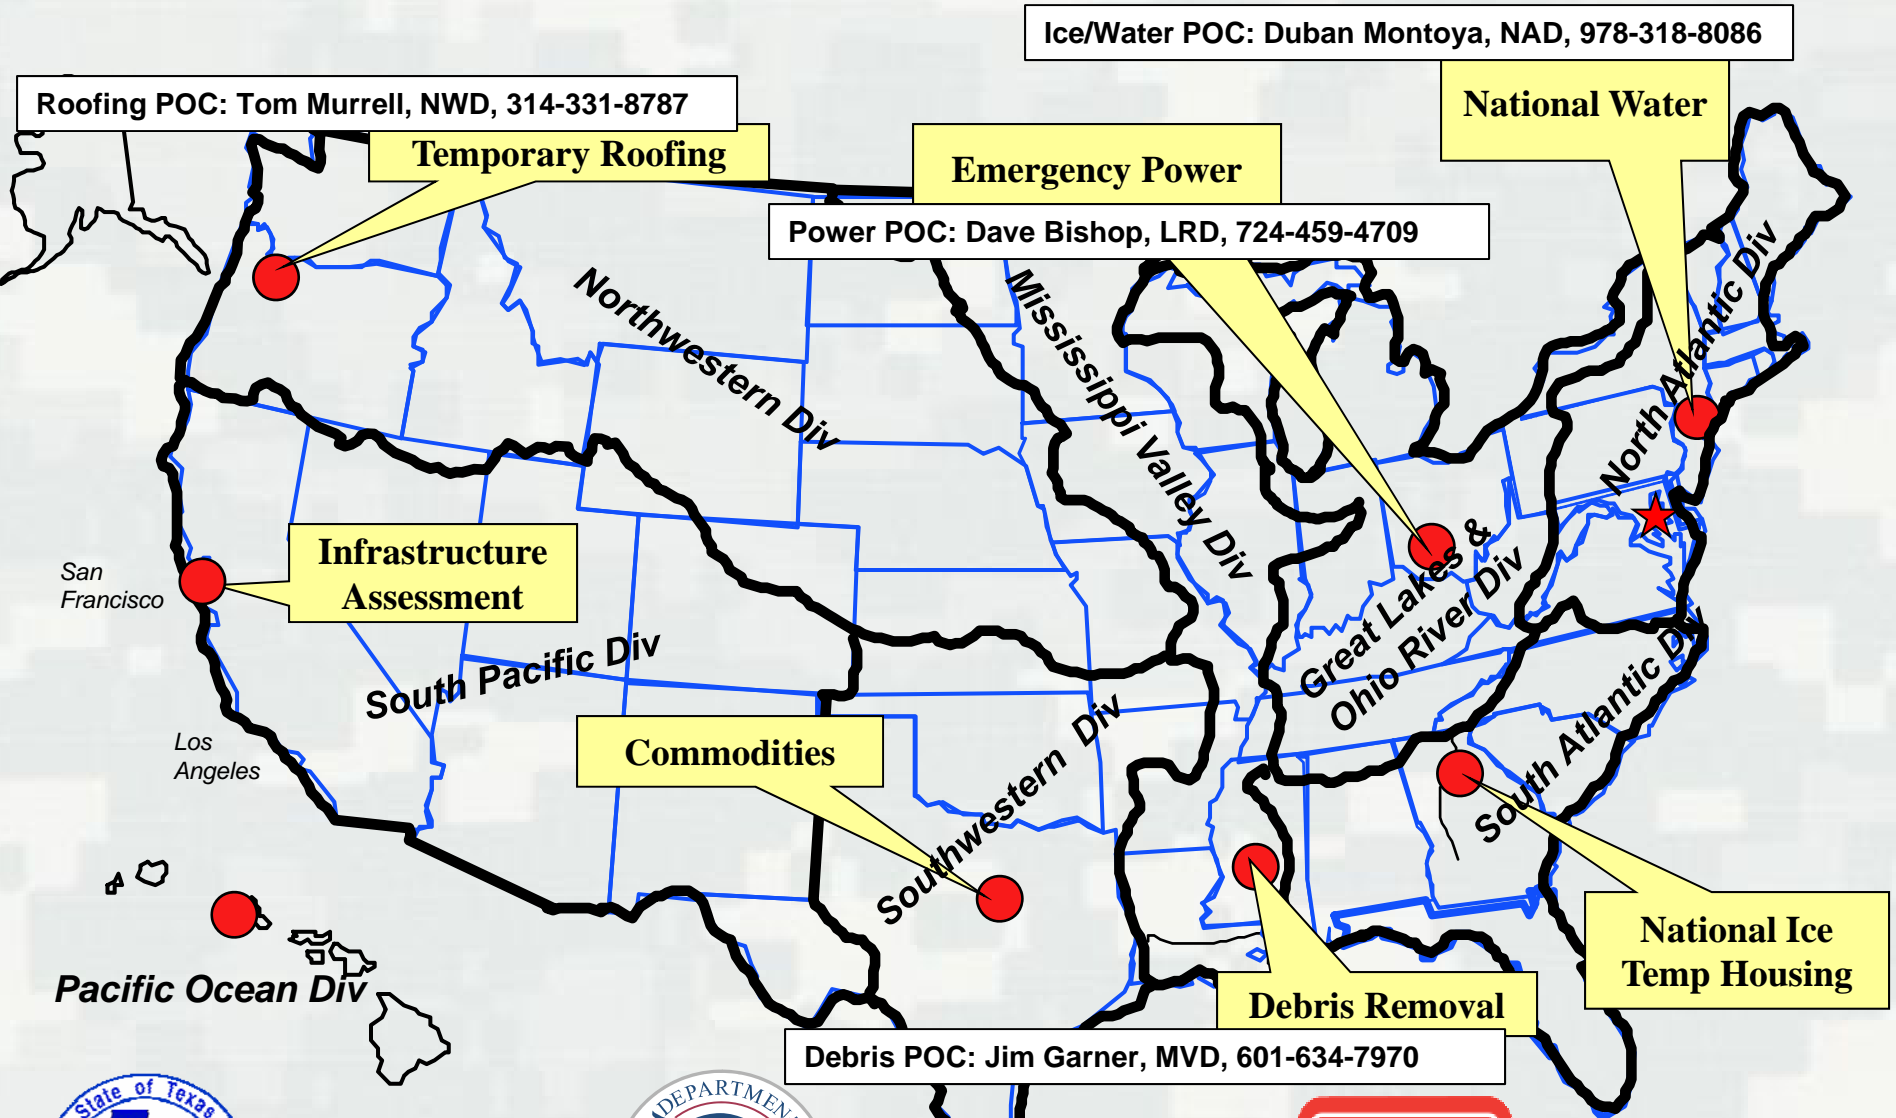 Ice/Water POC: Duban Montoya, NAD, 978-318-8086
National Water
Roofing POC: Tom Murrell, NWD, 314-331-8787
Temporary Roofing
Emergency Power
Power POC: Dave Bishop, LRD, 724-459-4709
Northwestern Div
Mississippi Valley Div
North Atlantic Div
San
Francisco
Infrastructure
Assessment
Great Lakes &
Ohio River Div
South Pacific Div
South Atlantic Div
Los
Angeles
Commodities
Southwestern Div
National Ice
Temp Housing
Pacific Ocean Div
Debris Removal
Debris POC: Jim Garner, MVD, 601-634-7970
State of Texas
DEPARTMEN